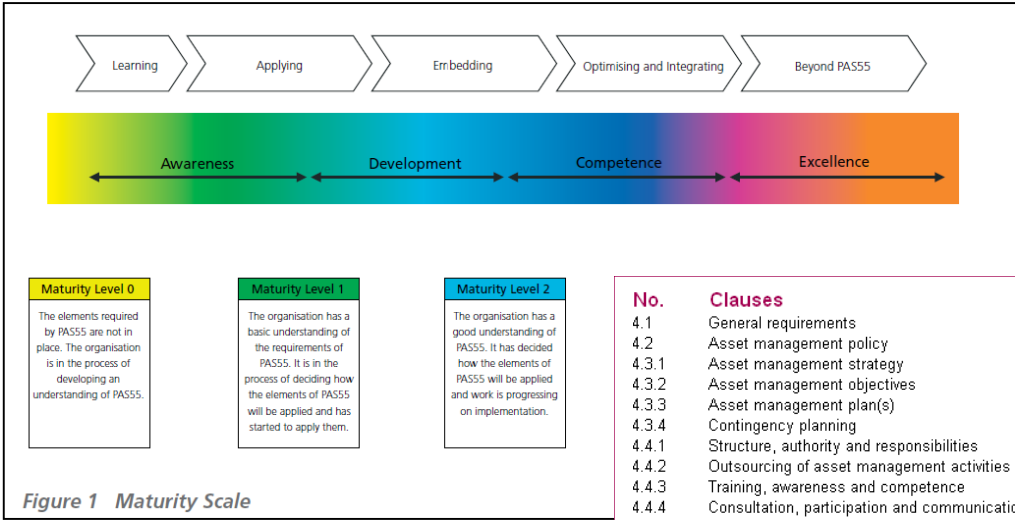 Learning
Applying
Embedding
Optimising and Integrating
Beyond PAS55
Awareness
Development
Competence
Excellence
Maturity Level 0
The elements required
by PAS55 are not in
place. The organisation
is in the process of
developing an
understanding of PAS55.
Maturity Level 1
The organisation has a
basic understanding of
the requirements of
PAS55. It is in the
process of deciding how
the elements of PAS55
will be applied and has
started to apply them.
Maturity Level 2
The organisation has a
good understanding of
PAS55. It has decided
how the elements of
PAS55 will be applied
and work is progressing
on implementation.
No. Clauses
4.1 General requirements
4.2 Asset management policy
4.3.1 Asset management strategy
4.3.2 Asset management objectives
4.3.3 Asset management plan(s)
4.3.4 Contingency planning
4.4.1 Structure, authority and responsibilities
4.4.2 Outsourcing of asset management activities
4.4.3 Training, awareness and competence
4.4.4 Consultation, participation and communicatio
Figure 1 Maturity Scale